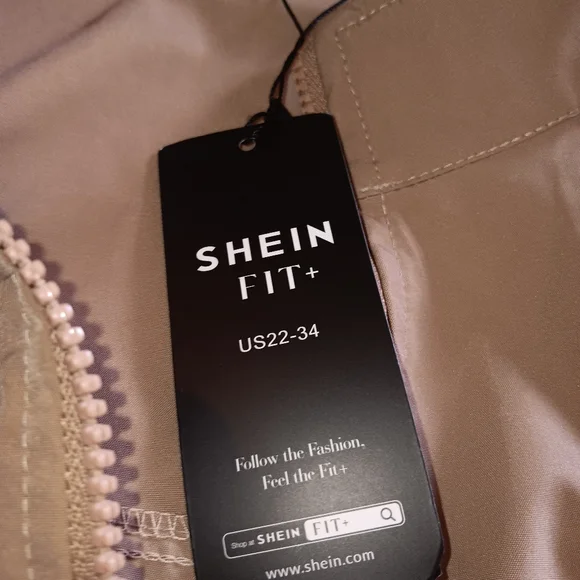 SHEIN
FIT+
US22-34
Follow the Fashion,
Feel the Fit+
Shop at SHEIN FIT+
www.shein.com